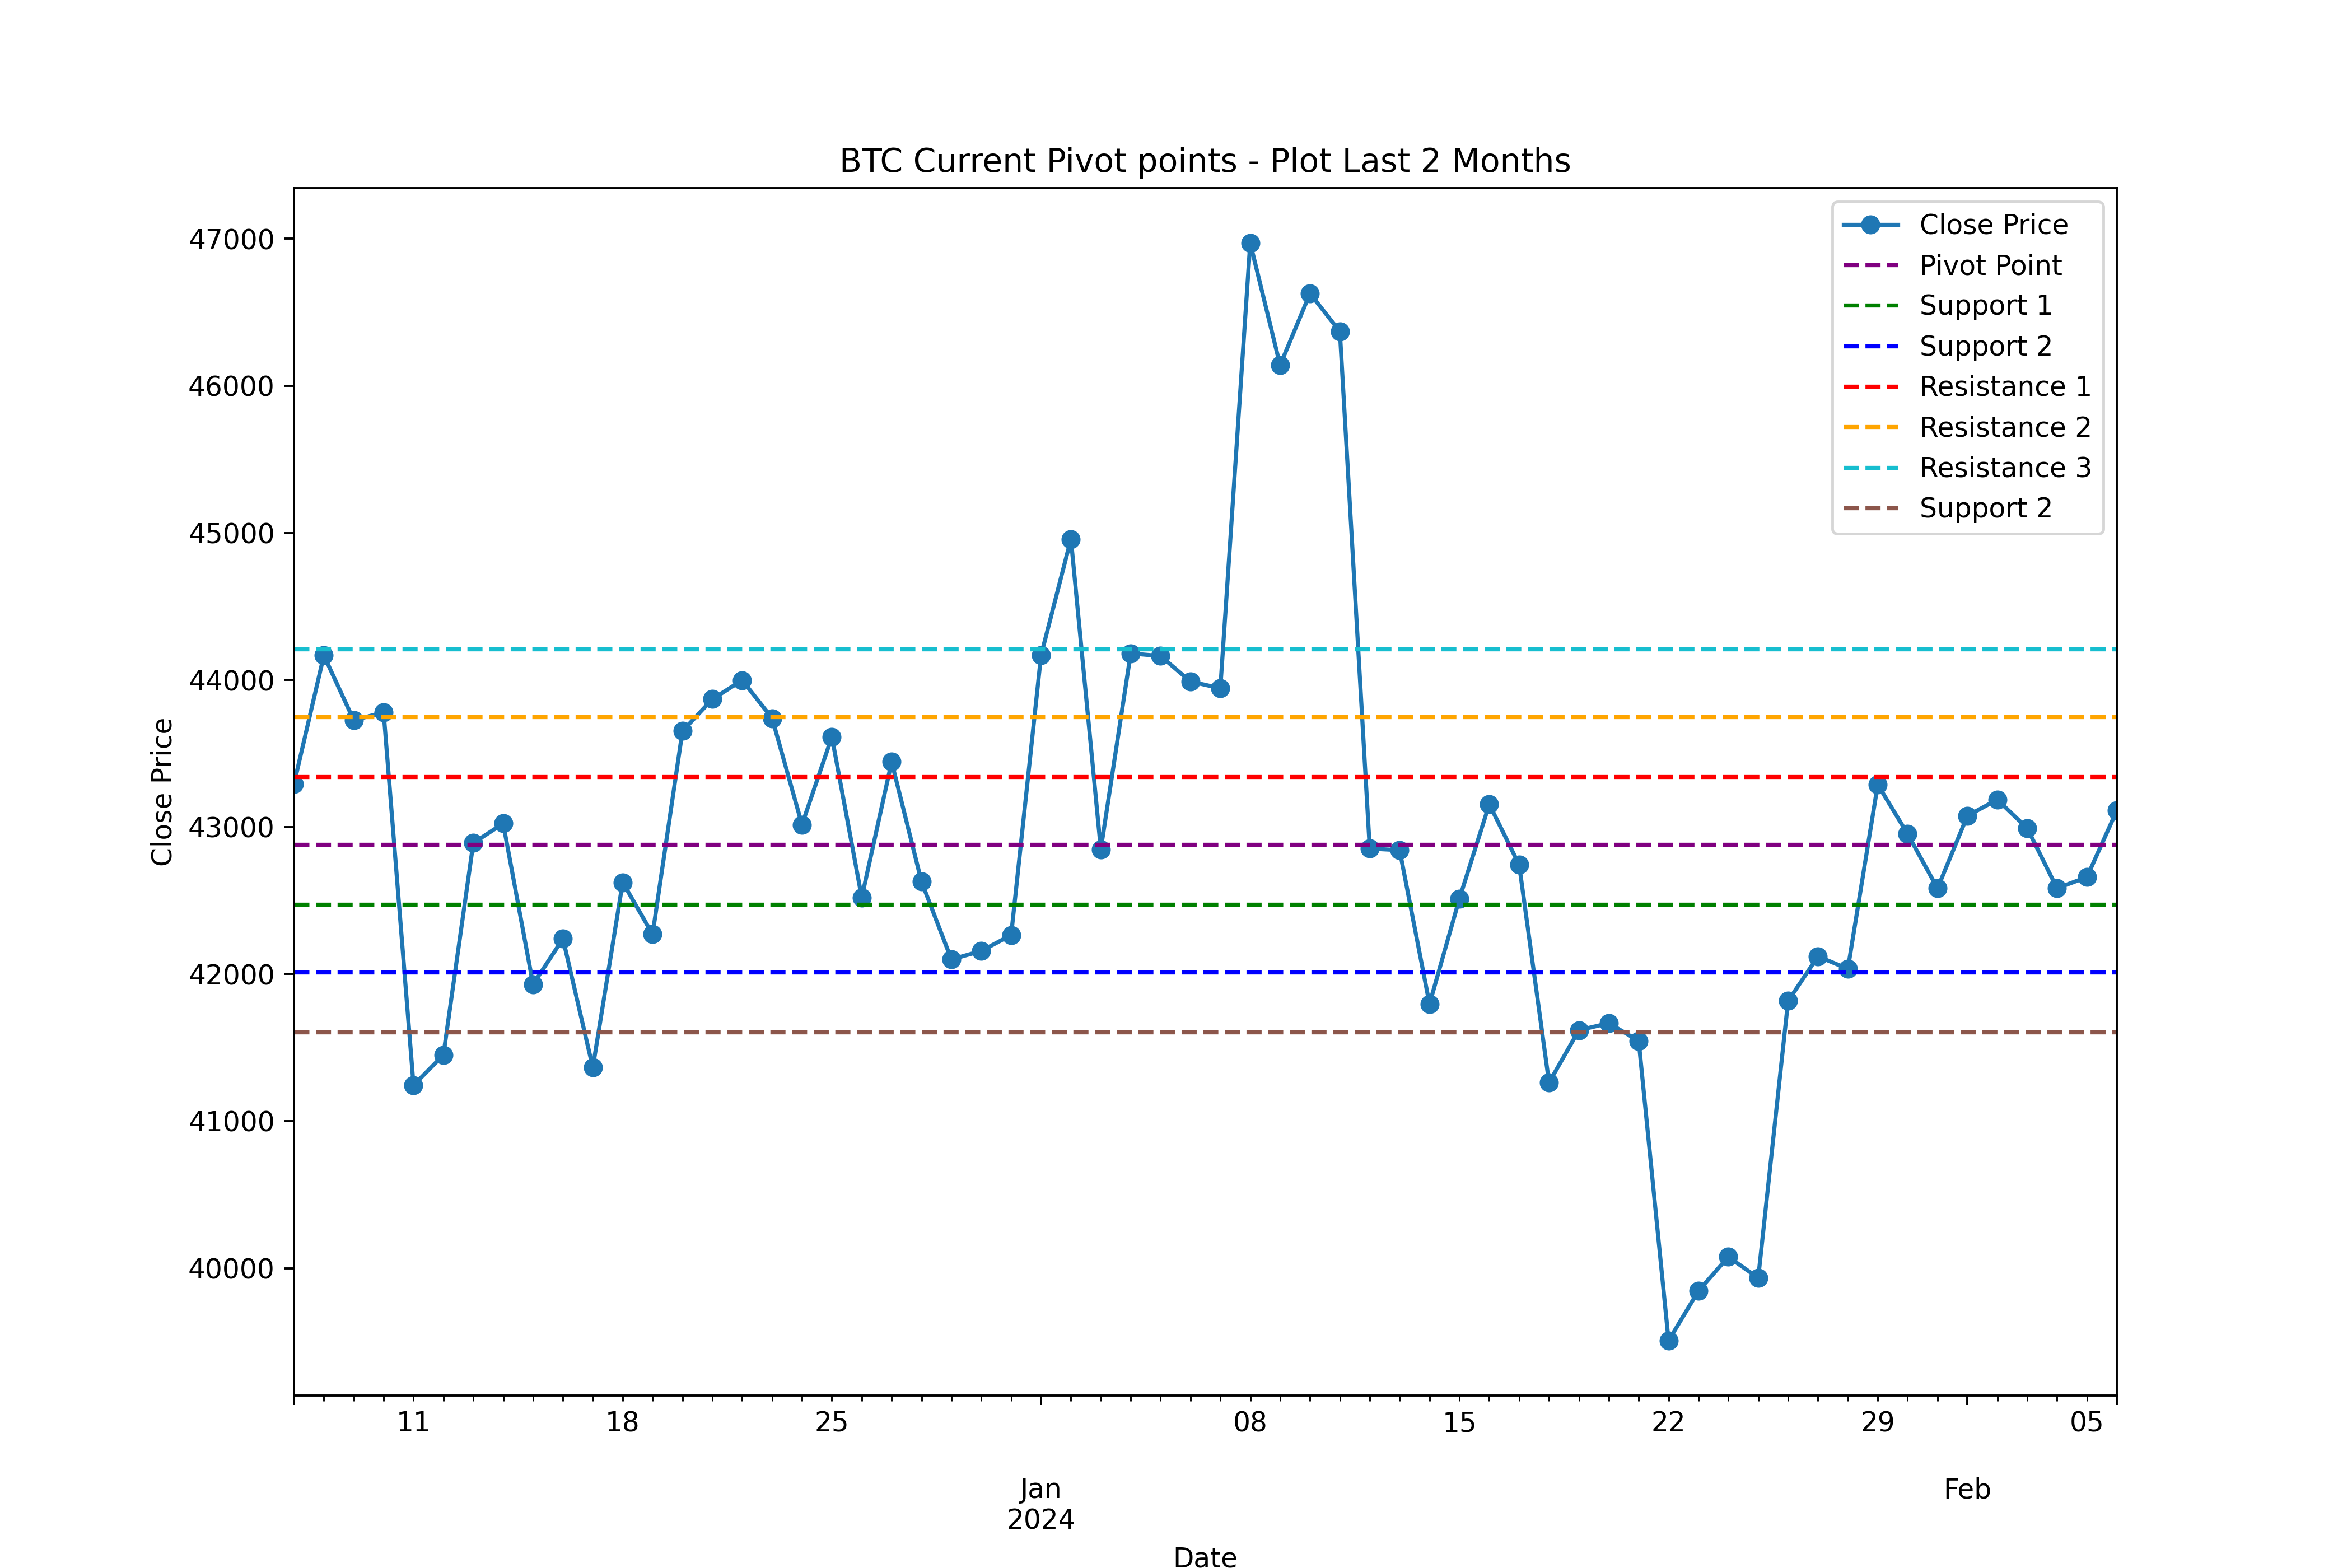 BTC Current Pivot points - Plot Last 2 Months
Close Price
Pivot Point
Support 1
Support 2
Resistance 1
Resistance 2
Resistance 3
Support 2
47000
46000
45000
44000
43000
42000
41000
40000
Close Price
11 18 25 08 15 22 29 05
Jan Feb
2024
Date